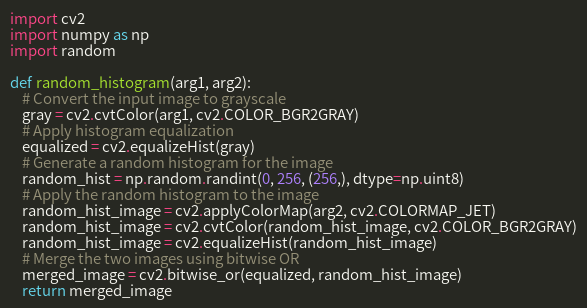 import cv2
import numpy as np
import random

def random_histogram(arg1, arg2):
    # Convert the input image to grayscale
    gray = cv2.cvtColor(arg1, cv2.COLOR_BGR2GRAY)
    # Apply histogram equalization
    equalized = cv2.equalizeHist(gray)
    # Generate a random histogram for the image
    random_hist = np.random.randint(0, 256, (256,), dtype=np.uint8)
    # Apply the random histogram to the image
    random_hist_image = cv2.applyColorMap(arg2, cv2.COLORMAP_JET)
    random_hist_image = cv2.cvtColor(random_hist_image, cv2.COLOR_BGR2GRAY)
    random_hist_image = cv2.equalizeHist(random_hist_image)
    # Merge the two images using bitwise OR
    merged_image = cv2.bitwise_or(equalized, random_hist_image)
    return merged_image